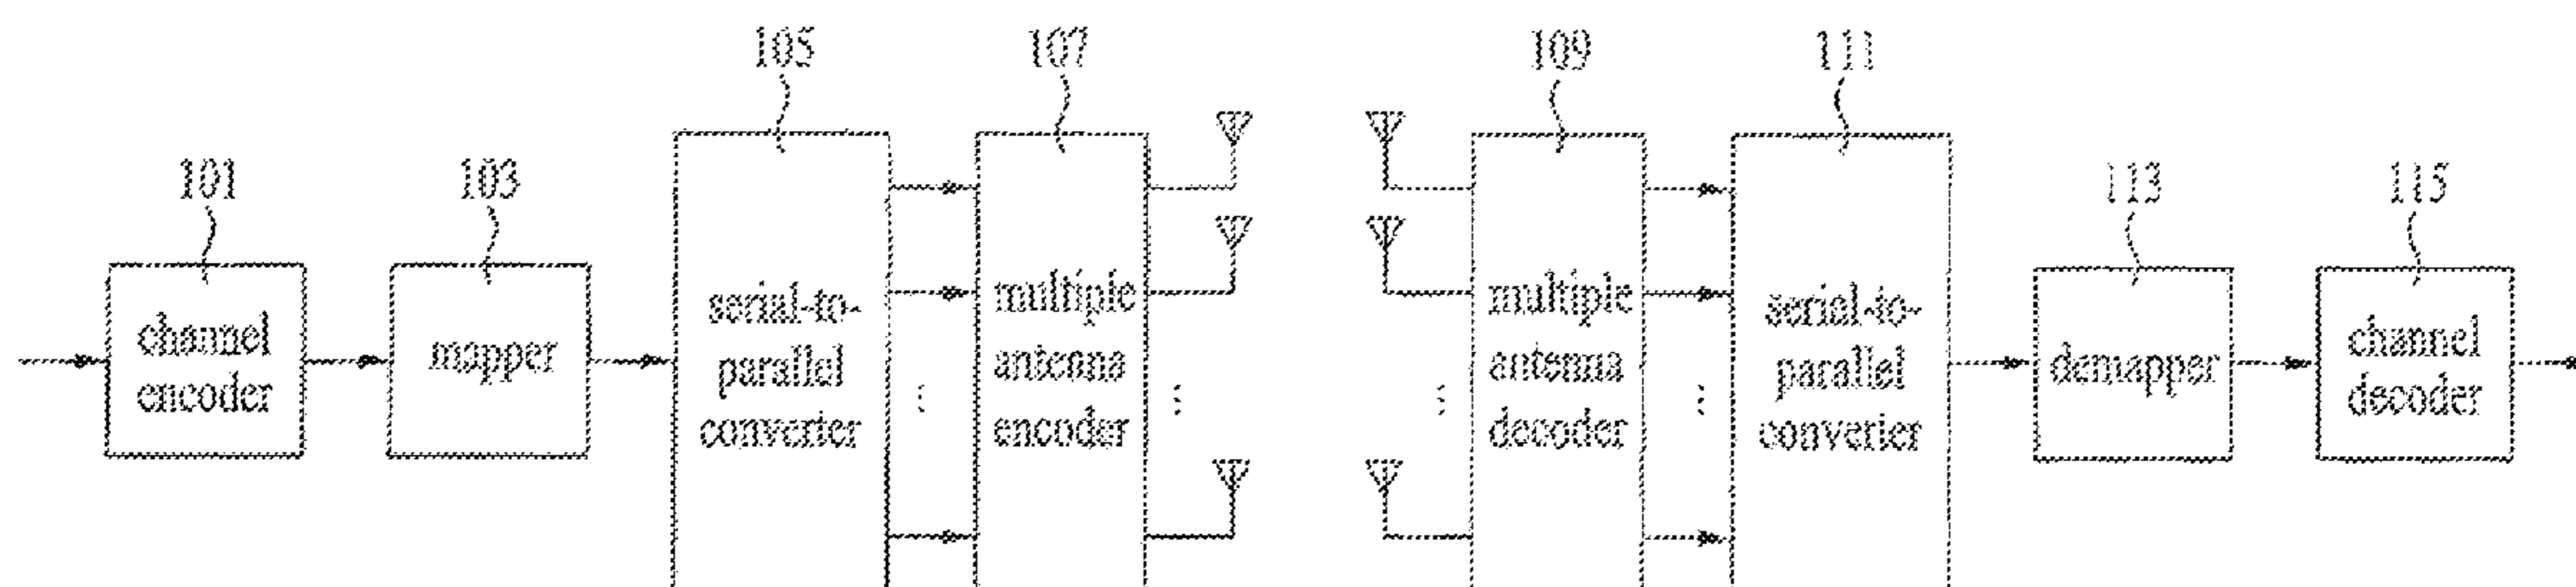 105
107
109
111
101
103
113
115
channel
encoder
mapper
serial-to-
parallel
converter
multiple
antenna
encoder
multiple
antenna
decoder
serial-to-
parallel
converter
demapper
channel
decoder